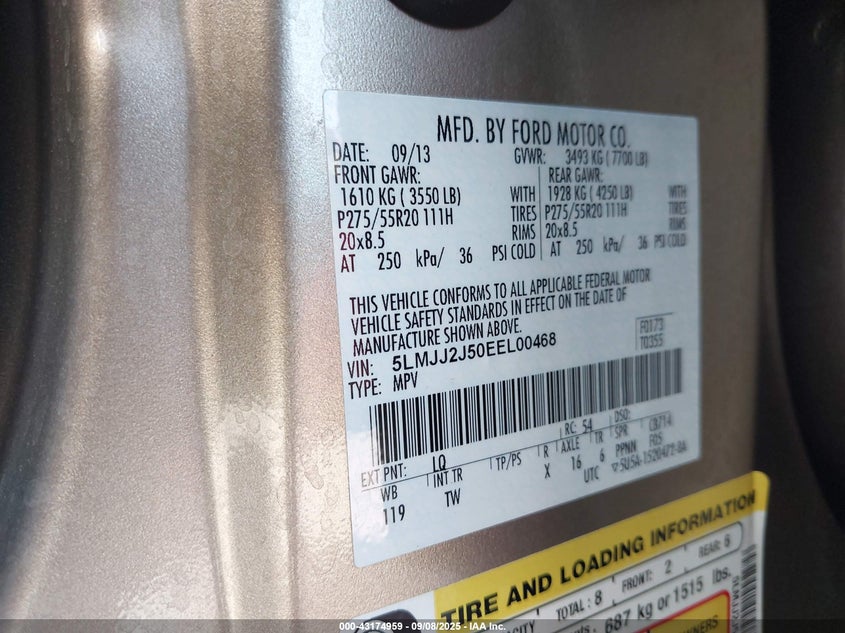 MFD. BY FORD MOTOR CO.
DATE: 09/13 GVWR: 3493 KG ( 7700 LB)
FRONT GAWR: REAR GAWR:
1610 KG ( 3550 LB) WITH 1928 KG ( 4250 LB) WITH
P275/55R20 111H TIRES P275/55R20 111H TIRES
20x8.5 RIMS 20x8.5 RIMS
AT 250 kPa/ 36 PSI COLD AT 250 kPa/ 36 PSI COLD
THIS VEHICLE CONFORMS TO ALL APPLICABLE FEDERAL MOTOR
VEHICLE SAFETY STANDARDS IN EFFECT ON THE DATE OF
MANUFACTURE SHOWN ABOVE.
F0173
T0355
VIN: 5LMJJ2J50EEL00468
TYPE: MPV
EXT PNT: LQ RC: 54 DSO:
WB INT TR TP/PS R AXLE TR SPR CB714
119 TW X 16 6 PPNN F05
UTC 5U5A-1520472-DA
TIRE AND LOADING INFORMATION
TOTAL : 8 FRONT: 2 REAR: 6
687 kg or 1515 lbs.
000-43174959 - 09/08/2025 - IAA Inc.